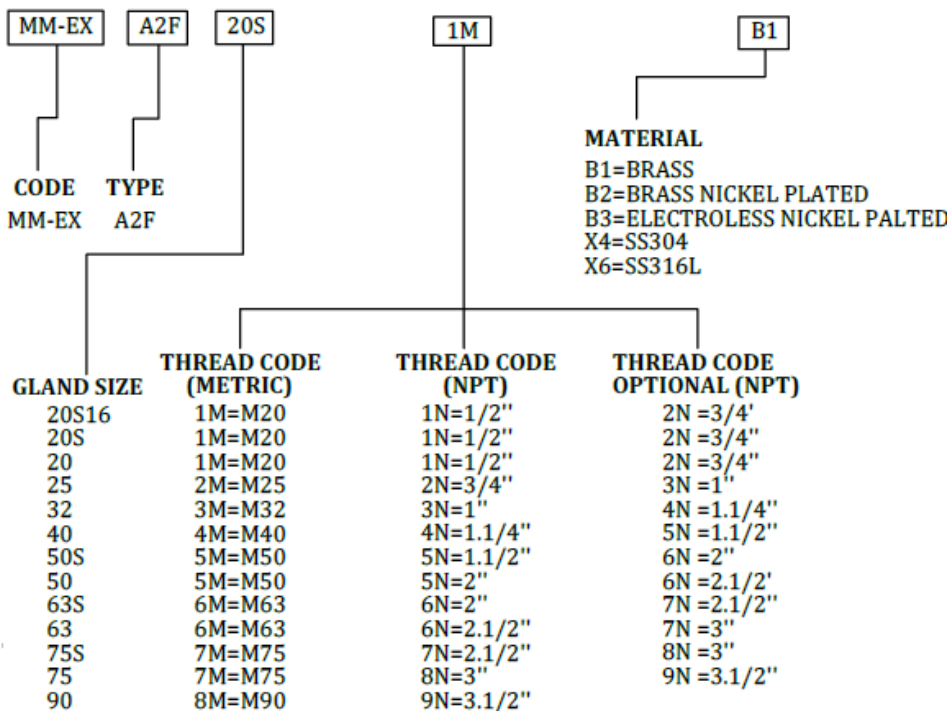 MM-EX A2F 20S 1M B1
MATERIAL
B1=BRASS
B2=BRASS NICKEL PLATED
B3=ELECTROLESS NICKEL PALTED
X4=SS304
X6=SS316L
CODE TYPE
MM-EX A2F
GLAND SIZE THREAD CODE (METRIC) THREAD CODE (NPT) THREAD CODE OPTIONAL (NPT)
20S16 1M=M20 1N=1/2" 2N =3/4'
20S 1M=M20 1N=1/2" 2N =3/4"
20 1M=M20 1N=1/2" 2N =3/4"
25 2M=M25 2N=3/4" 3N =1"
32 3M=M32 3N=1" 4N =1.1/4"
40 4M=M40 4N=1.1/4" 5N =1.1/2"
50S 5M=M50 5N=1.1/2" 6N =2"
50 5M=M50 5N=2" 6N =2.1/2'
63S 6M=M63 6N=2" 7N =2.1/2"
63 6M=M63 6N=2.1/2" 7N =3"
75S 7M=M75 7N=2.1/2" 8N =3"
75 7M=M75 8N=3" 9N =3.1/2"
90 8M=M90 9N=3.1/2"